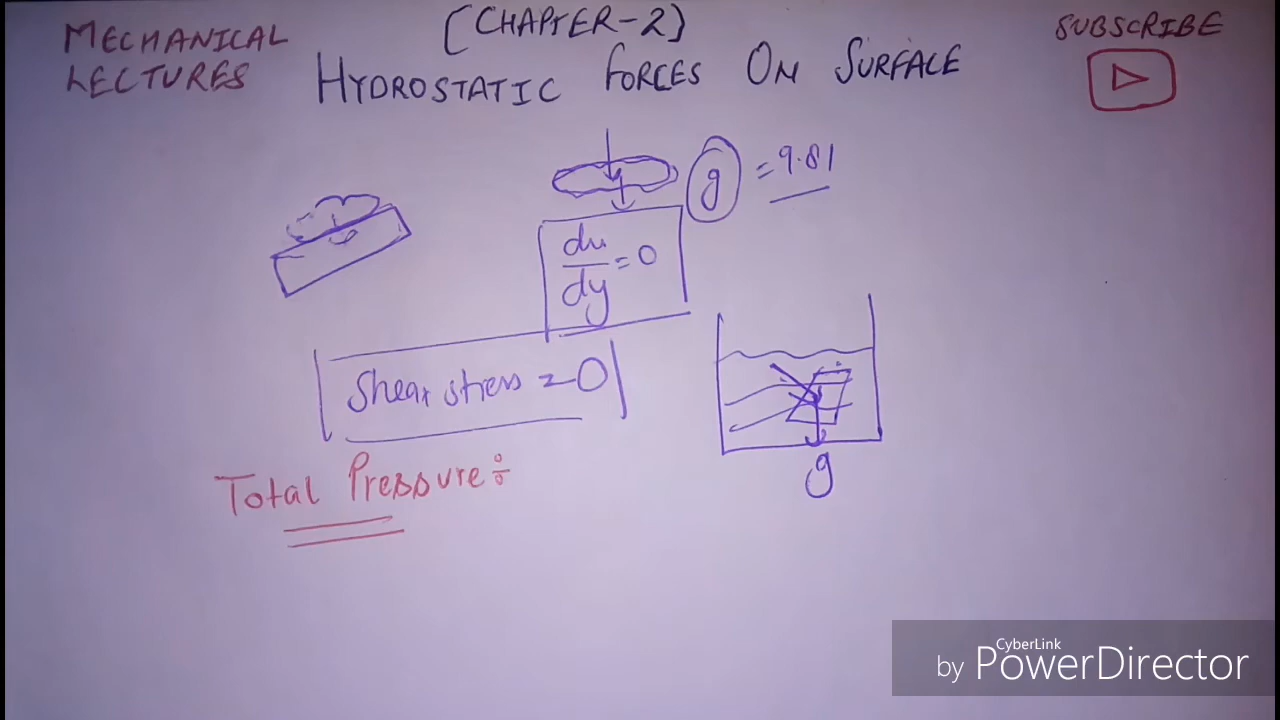 MECHANICAL
LECTURES
[CHAPTER-2]
HYDROSTATIC FORCES ON SURFACE
SUBSCRIBE
g = 9.81
du/dy = 0
Shear stress = 0
Total Pressure ÷
g
CyberLink
by PowerDirector